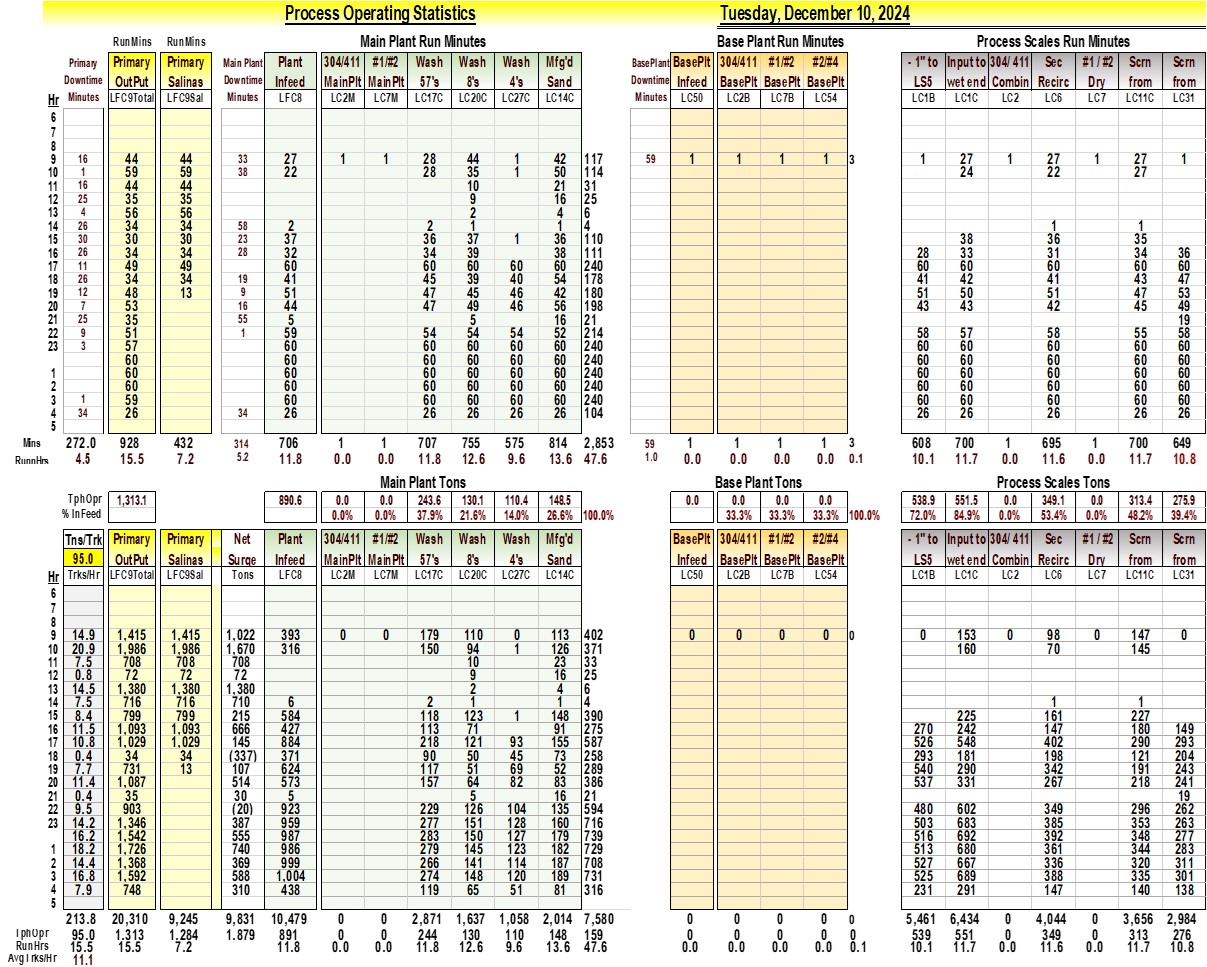 Process Operating Statistics Tuesday, December 10, 2024
RunMins RunMins Main Plant Run Minutes Base Plant Run Minutes Process Scales Run Minutes
Primary Primary Primary Main Plant Plant 304/411 #1/#2 Wash Wash Wash Mfg'd BasePlant BasePlt 304/411 #1/#2 #2/#4 - 1" to Input to 304/ 411 Sec #1 / #2 Scrn Scrn
Downtime OutPut Salinas Downtime Infeed MainPlt MainPlt 57's 8's 4's Sand Downtime Infeed BasePlt BasePlt BasePlt LS5 wet end Combin Recirc Dry from from
Hr Minutes LFC9Total LFC9Sal Minutes LFC8 LC2M LC7M LC17C LC20C LC27C LC14C Minutes LC50 LC2B LC7B LC54 LC1B LC1C LC2 LC6 LC7 LC11C LC31
6
7
8
9 16 44 44 33 27 1 1 28 44 1 42 117 59 1 1 1 1 3 1 27 1 27 1 27 1
10 1 59 59 38 22 28 35 1 50 114 24 22 27
11 16 44 44 10 21 31
12 25 35 35 9 16 25
13 4 56 56 2 4 6
14 26 34 34 58 2 2 1 1 4 1 1
15 30 30 30 23 37 36 37 1 36 110 38 36 35
16 26 34 34 28 32 34 39 38 111 28 33 31 34 36
17 11 49 49 60 60 60 60 60 240 60 60 60 60 60
18 26 34 34 19 41 45 39 40 54 178 41 42 41 43 47
19 12 48 13 9 51 47 45 46 42 180 51 50 51 47 53
20 7 53 16 44 47 49 46 56 198 43 43 42 45 49
21 25 35 55 5 5 16 21 19
22 9 51 1 59 54 54 54 52 214 58 57 58 55 58
23 3 57 60 60 60 60 60 240 60 60 60 60 60
60 60 60 60 60 60 240 60 60 60 60 60
1 60 60 60 60 60 60 240 60 60 60 60 60
2 60 60 60 60 60 60 240 60 60 60 60 60
3 1 59 60 60 60 60 60 240 60 60 60 60 60
4 34 26 34 26 26 26 26 26 104 26 26 26 26 26
5
Mins 272.0 928 432 314 706 1 1 707 755 575 814 2,853 59 1 1 1 1 3 608 700 1 695 1 700 649
RunnHrs 4.5 15.5 7.2 5.2 11.8 0.0 0.0 11.8 12.6 9.6 13.6 47.6 1.0 0.0 0.0 0.0 0.0 0.1 10.1 11.7 0.0 11.6 0.0 11.7 10.8
Main Plant Tons Base Plant Tons Process Scales Tons
TphOpr 1,313.1 890.6 0.0 0.0 243.6 130.1 110.4 148.5 0.0 0.0 0.0 0.0 538.9 551.5 0.0 349.1 0.0 313.4 275.9
% InFeed 0.0% 0.0% 37.9% 21.6% 14.0% 26.6% 100.0% 33.3% 33.3% 33.3% 100.0% 72.0% 84.9% 0.0% 53.4% 0.0% 48.2% 39.4%
Tns/Trk Primary Primary Net Plant 304/411 #1/#2 Wash Wash Wash Mfg'd BasePlt 304/411 #1/#2 #2/#4 - 1" to Input to 304/ 411 Sec #1 / #2 Scrn Scrn
95.0 OutPut Salinas Surge Infeed MainPlt MainPlt 57's 8's 4's Sand Infeed BasePlt BasePlt BasePlt LS5 wet end Combin Recirc Dry from from
Hr Trks/Hr LFC9Total LFC9Sal Tons LFC8 LC2M LC7M LC17C LC20C LC27C LC14C LC50 LC2B LC7B LC54 LC1B LC1C LC2 LC6 LC7 LC11C LC31
6
7
8
9 14.9 1,415 1,415 1,022 393 0 0 179 110 0 113 402 0 0 0 0 0 0 153 0 98 0 147 0
10 20.9 1,986 1,986 1,670 316 150 94 1 126 371 160 70 145
11 7.5 708 708 708 10 23 33
12 0.8 72 72 72 9 16 25
13 14.5 1,380 1,380 1,380 2 4 6
14 7.5 716 716 710 6 2 1 1 4 1 1
15 8.4 799 799 215 584 118 123 1 148 390 225 161 227
16 11.5 1,093 1,093 666 427 113 71 91 275 270 242 147 180 149
17 10.8 1,029 1,029 145 884 218 121 93 155 587 526 548 402 290 293
18 0.4 34 34 (337) 371 90 50 45 73 258 293 181 198 121 204
19 7.7 731 13 107 624 117 51 69 52 289 540 290 342 191 243
20 11.4 1,087 514 573 157 64 82 83 386 537 331 267 218 241
21 0.4 35 30 5 5 16 21 19
22 9.5 903 (20) 923 229 126 104 135 594 480 602 349 296 262
23 14.2 1,346 387 959 277 151 128 160 716 503 683 385 353 263
16.2 1,542 555 987 283 150 127 179 739 516 692 392 348 277
1 18.2 1,726 740 986 279 145 123 182 729 513 680 361 344 283
2 14.4 1,368 369 999 266 141 114 187 708 527 667 336 320 311
3 16.8 1,592 588 1,004 274 148 120 189 731 525 689 388 335 301
4 7.9 748 310 438 119 65 51 81 316 231 291 147 140 138
5
213.8 20,310 9,245 9,831 10,479 0 0 2,871 1,637 1,058 2,014 7,580 0 0 0 0 0 5,461 6,434 0 4,044 0 3,656 2,984
TphOpr 95.0 1,313 1,284 1.879 891 0 0 244 130 110 148 159 0 0 0 0 0 539 551 0 349 0 313 276
RunHrs 15.5 15.5 7.2 11.8 0.0 0.0 11.8 12.6 9.6 13.6 47.6 0.0 0.0 0.0 0.0 0.1 10.1 11.7 0.0 11.6 0.0 11.7 10.8
AvgTrks/Hr 11.1